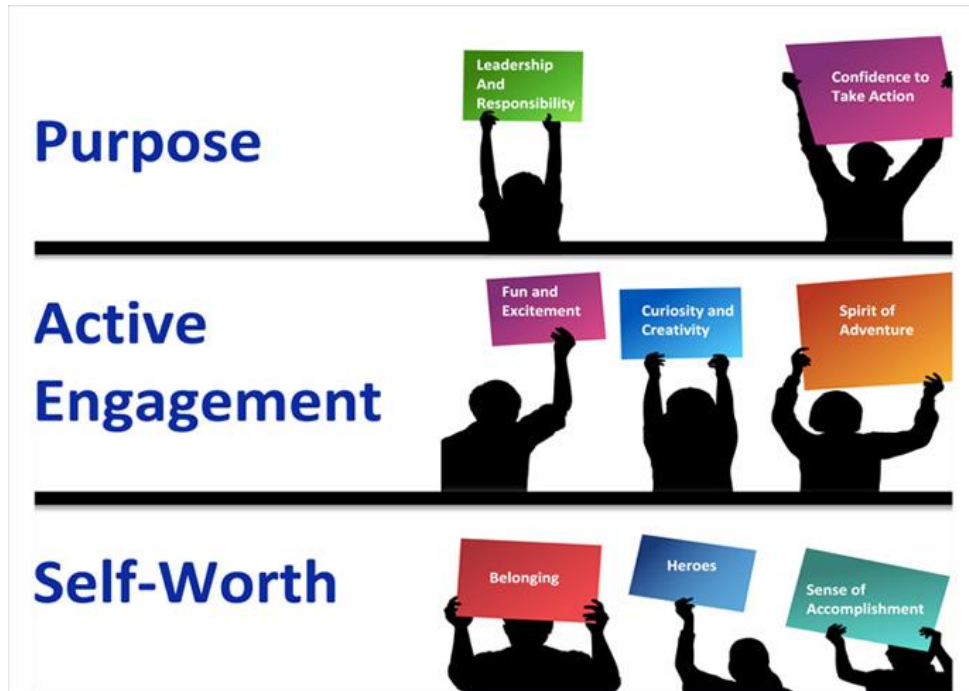 Leadership
And
Responsibility
Confidence to
Take Action
Purpose
Fun and
Excitement
Curiosity and
Creativity
Spirit of
Adventure
Active
Engagement
Belonging
Heroes
Sense of
Accomplishment
Self-Worth